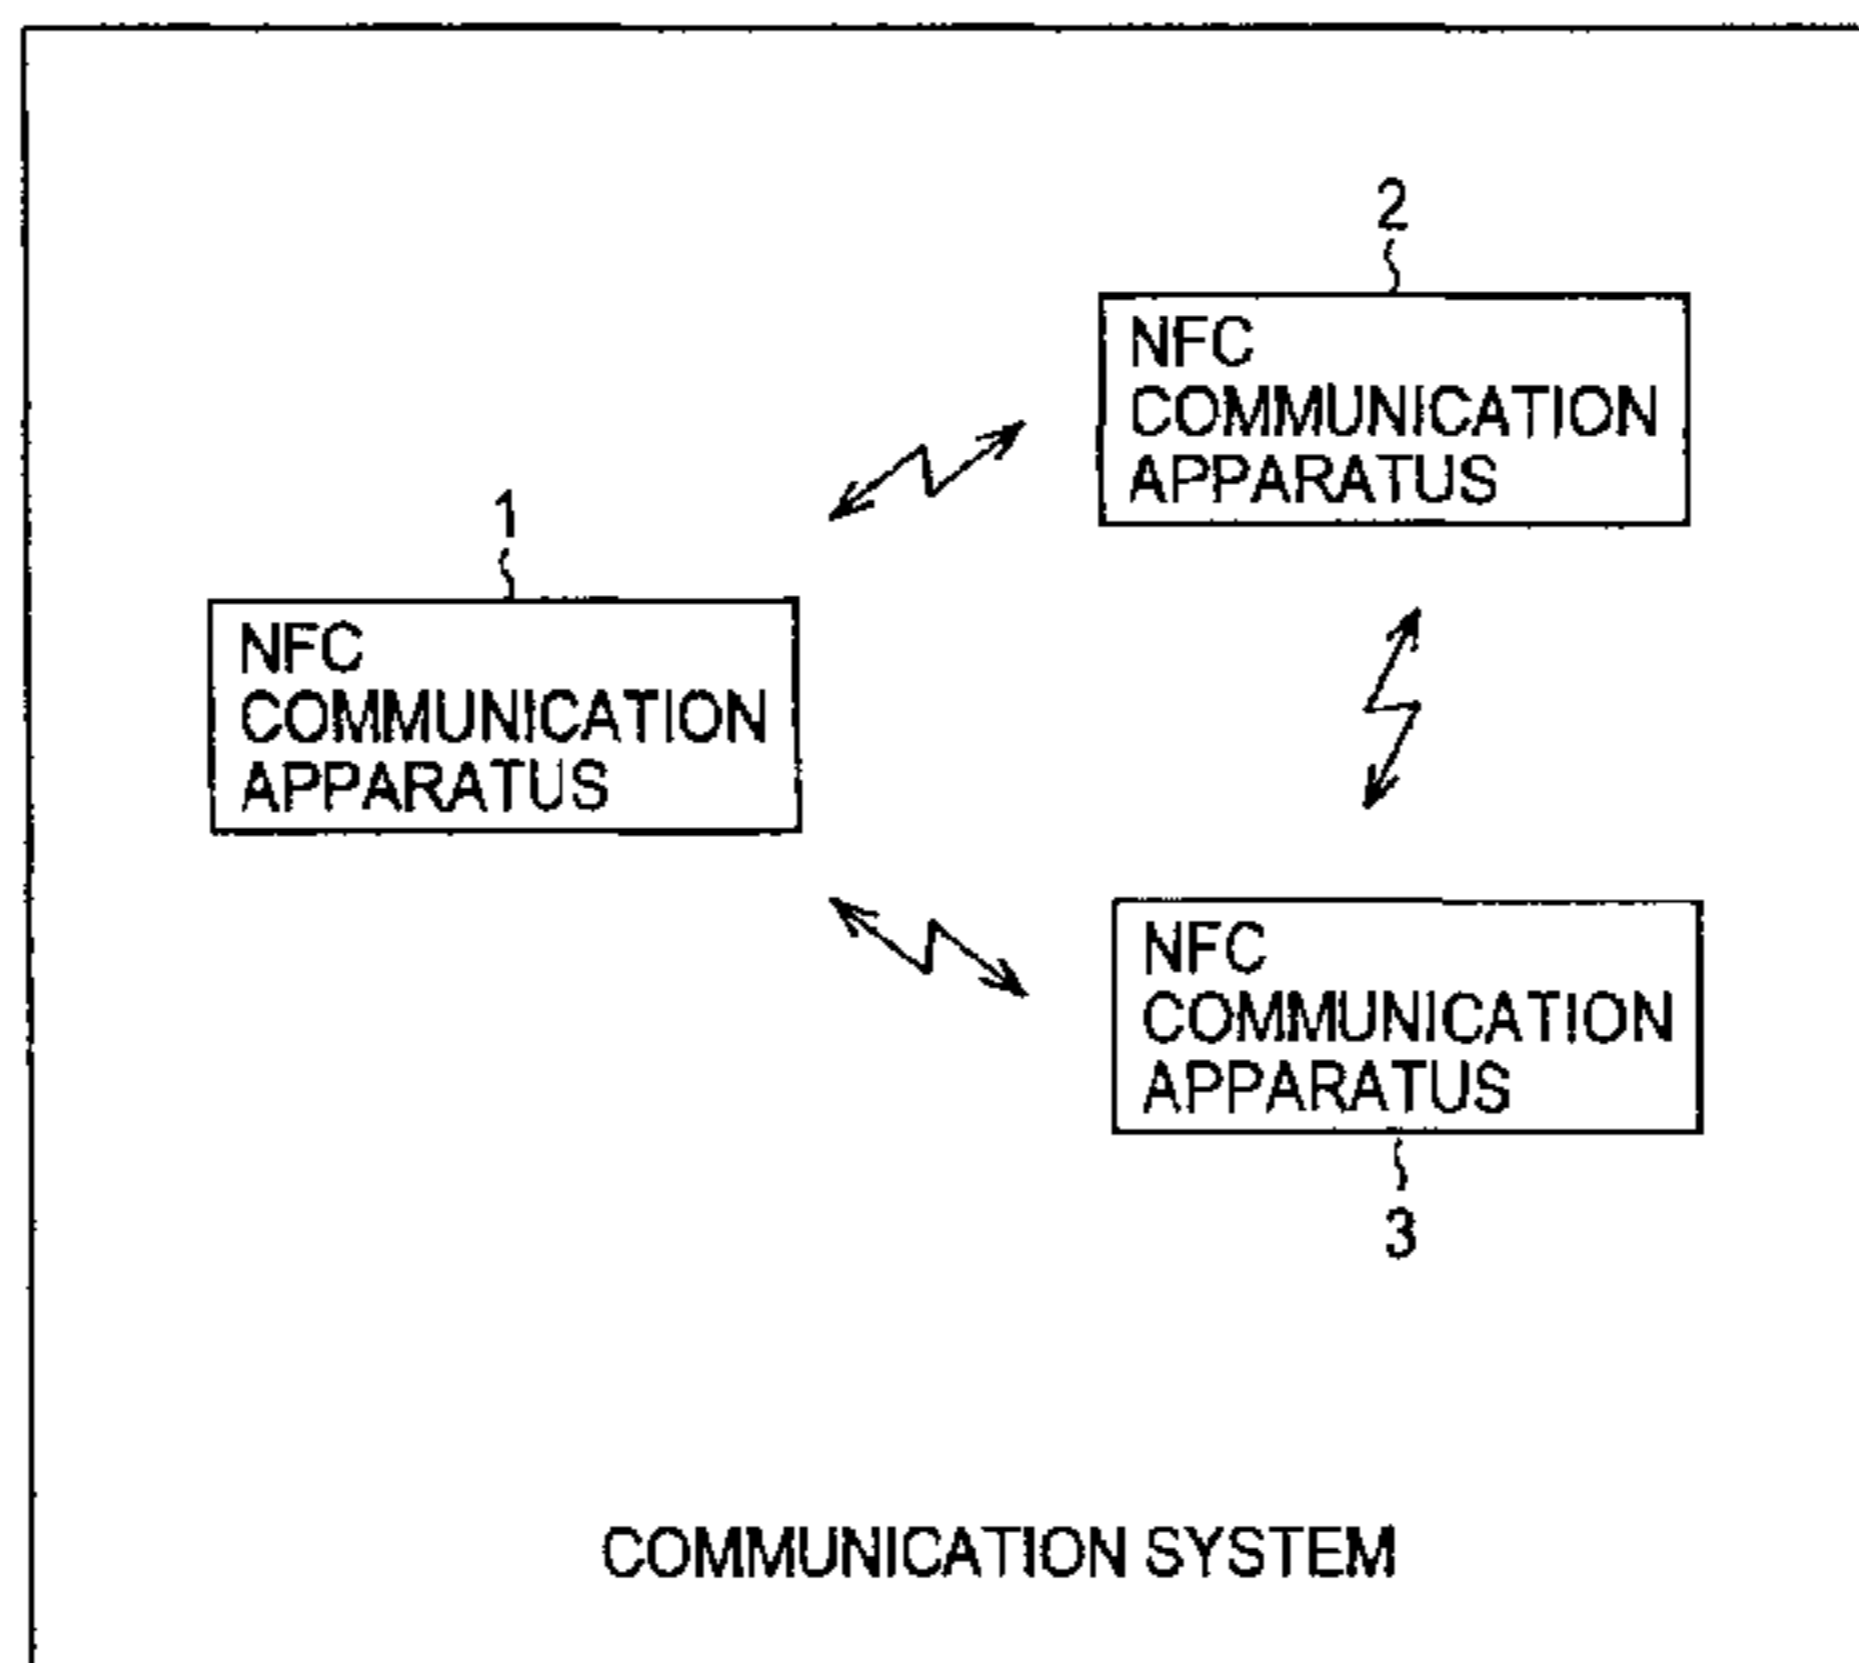 2
NFC
COMMUNICATION
APPARATUS
1
NFC
COMMUNICATION
APPARATUS
NFC
COMMUNICATION
APPARATUS
3
COMMUNICATION SYSTEM